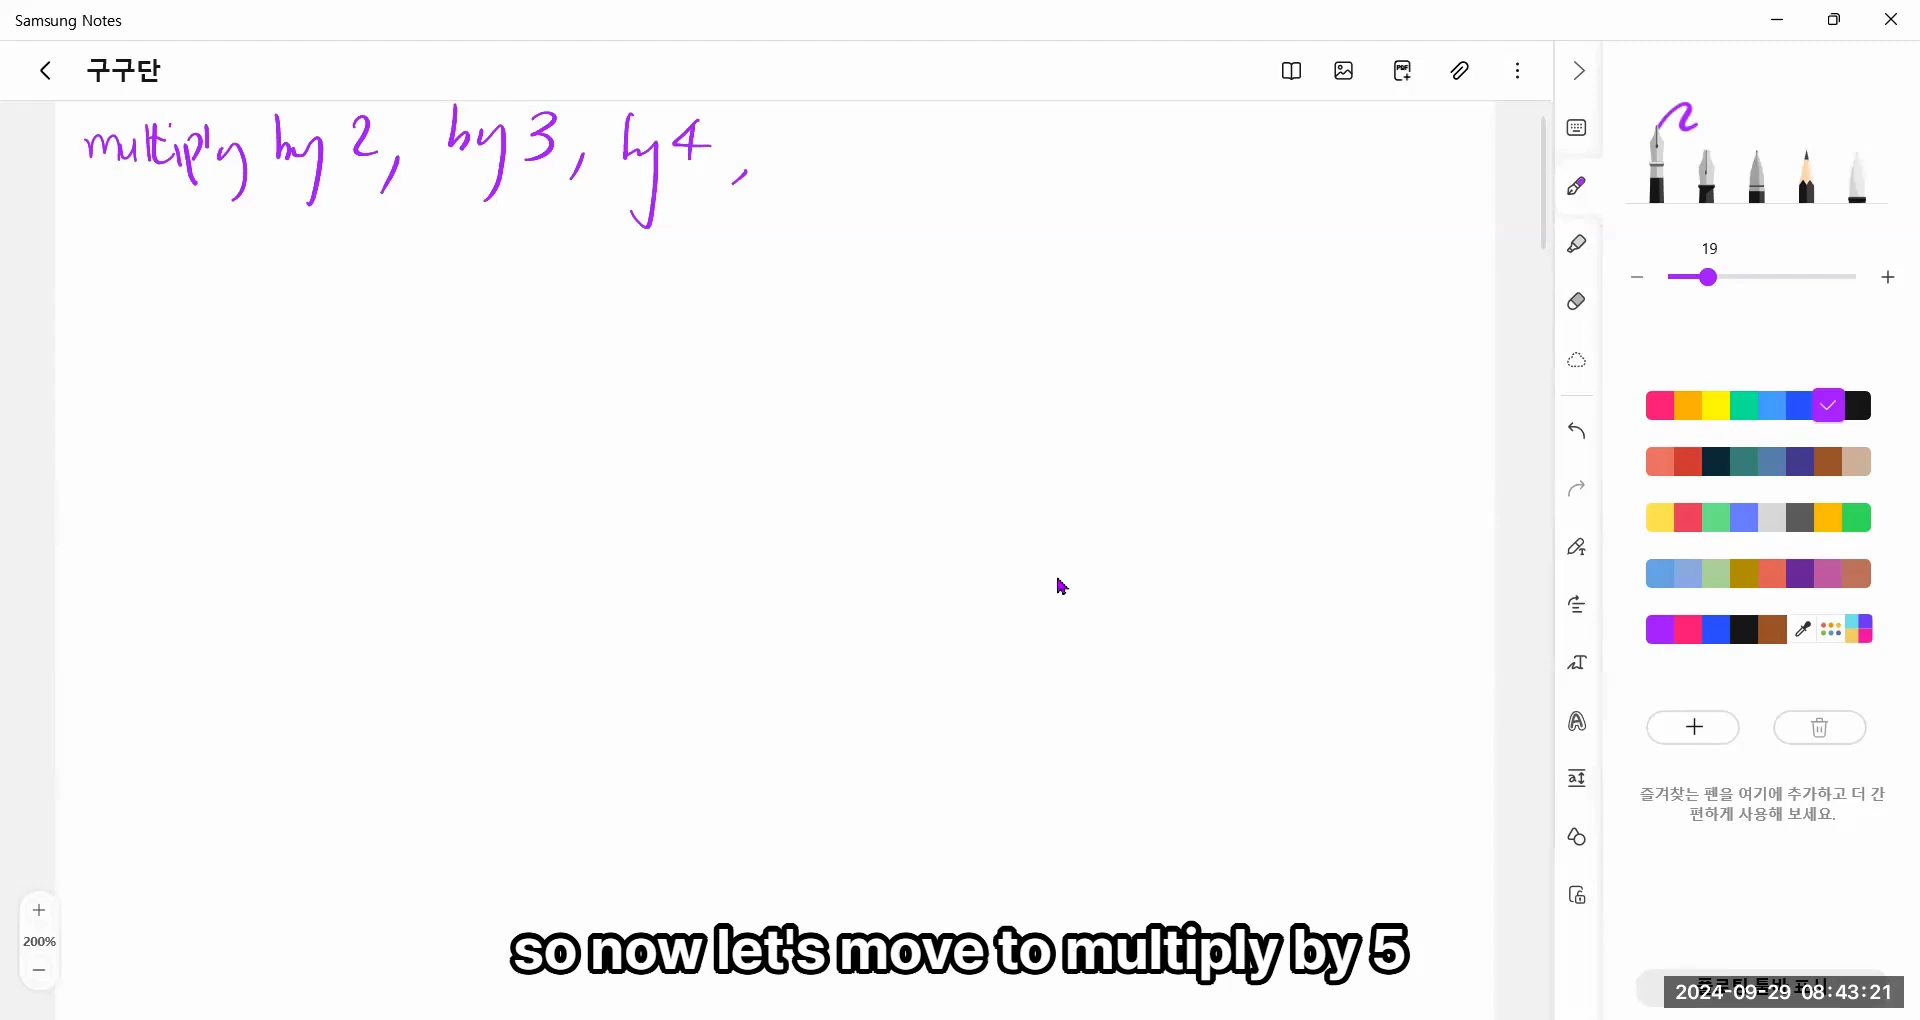 Samsung Notes
구구단
PDF
multiply by 2, by 3, by 4,
19
즐겨찾는 펜을 여기에 추가하고 더 간
편하게 사용해 보세요.
200%
so now let's move to multiply by 5
2024-09-29 08:43:21